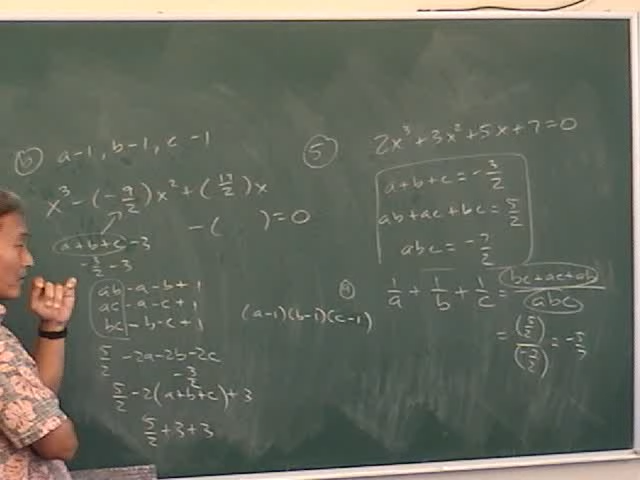 (b) a-1, b-1, c-1
x³ - (-9/2)x² + (17/2)x
- (    ) = 0
a+b+c-3
-3/2 -3
ab-a-b+1
ac-a-c+1
bc-b-c+1
(a-1)(b-1)(c-1)
5/2 -2a-2b-2c
-3/2
5/2 -2(a+b+c)+3
5/2 +3+3
(5) 2x³+3x²+5x+7=0
a+b+c = -3/2
ab+ac+bc = 5/2
abc = -7/2
(a) 1/a + 1/b + 1/c = (bc+ac+ab)/(abc)
= (5/2)/(-7/2) = -5/7